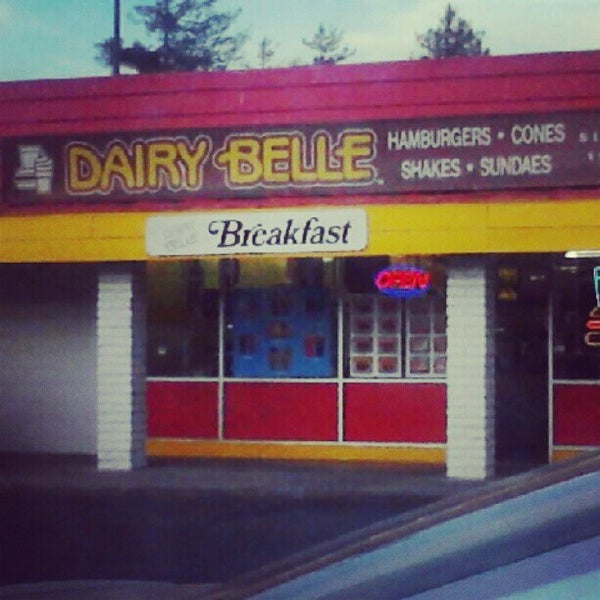 DAIRY BELLE
HAMBURGERS • CONES
SHAKES • SUNDAES
Breakfast
OPEN